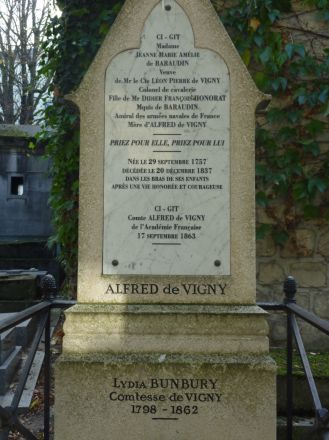 CI - GIT
Madame
JEANNE MARIE AMÉLIE
de BARAUDIN
Veuve
de Mr le Cte LÉON PIERRE de VIGNY
Colonel de cavalerie
Fille de Mr DIDIER FRANÇOIS HONORAT
Mquis de BARAUDIN
Amiral des armées navales de France
Mère d'ALFRED de VIGNY
PRIEZ POUR ELLE, PRIEZ POUR LUI
NÉE LE 29 SEPTEMBRE 1757
DÉCÉDÉE LE 20 DÉCEMBRE 1837
DANS LES BRAS DE SES ENFANTS
APRÈS UNE VIE HONORÉE ET COURAGEUSE
CI - GIT
Comte ALFRED de VIGNY
de l'Académie Française
17 SEPTEMBRE 1863
ALFRED de VIGNY
LYDIA BUNBURY
Comtesse de VIGNY
1798 - 1862